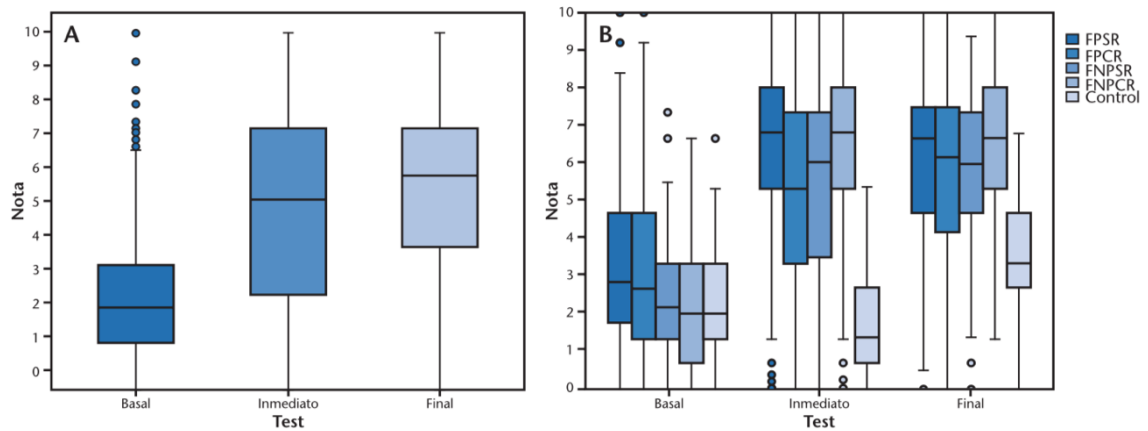 A
Nota
10
9
8
7
6
5
4
3
2
1
0
Basal
Inmediato
Final
Test
B
Nota
10
9
8
7
6
5
4
3
2
1
0
Basal
Inmediato
Final
Test
FPSR
FPCR
FNPSR
FNPCR
Control